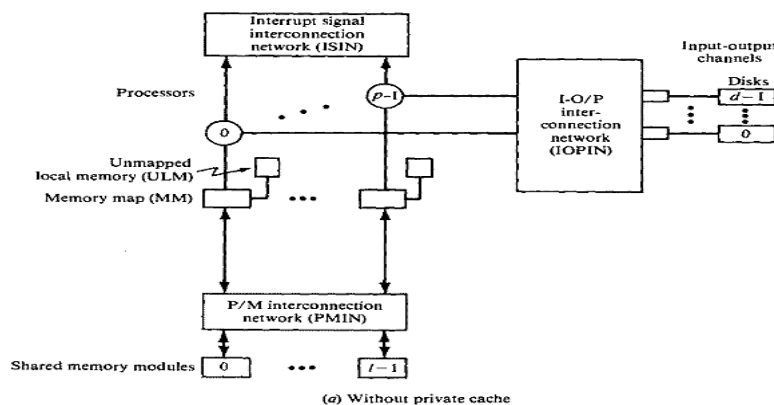 Interrupt signal
interconnection
network (ISIN)
Input-output
channels
Processors
p-1
Disks
d-1
I-O/P
inter-
connection
network
(IOPIN)
0
0
Unmapped
local memory (ULM)
Memory map (MM)
P/M interconnection
network (PMIN)
Shared memory modules
0
l-1
(a) Without private cache